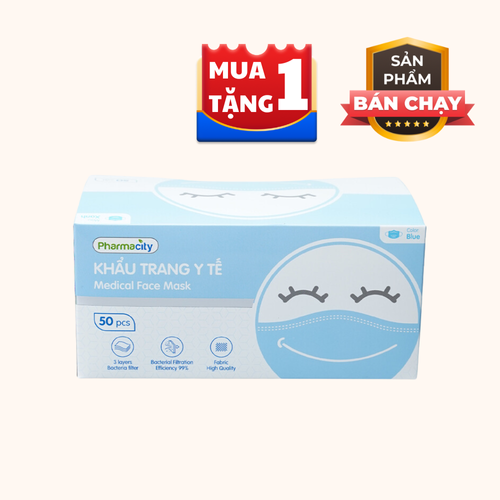 MUA 1
TẶNG
SẢN
PHẨM
BÁN CHẠY
Pharmacity
KHẨU TRANG Y TẾ
Medical Face Mask
50 pcs
3 layers
Bacteria filter
Bacterial Filtration
Efficiency 99%
Fabric
High Quality
Color
Blue